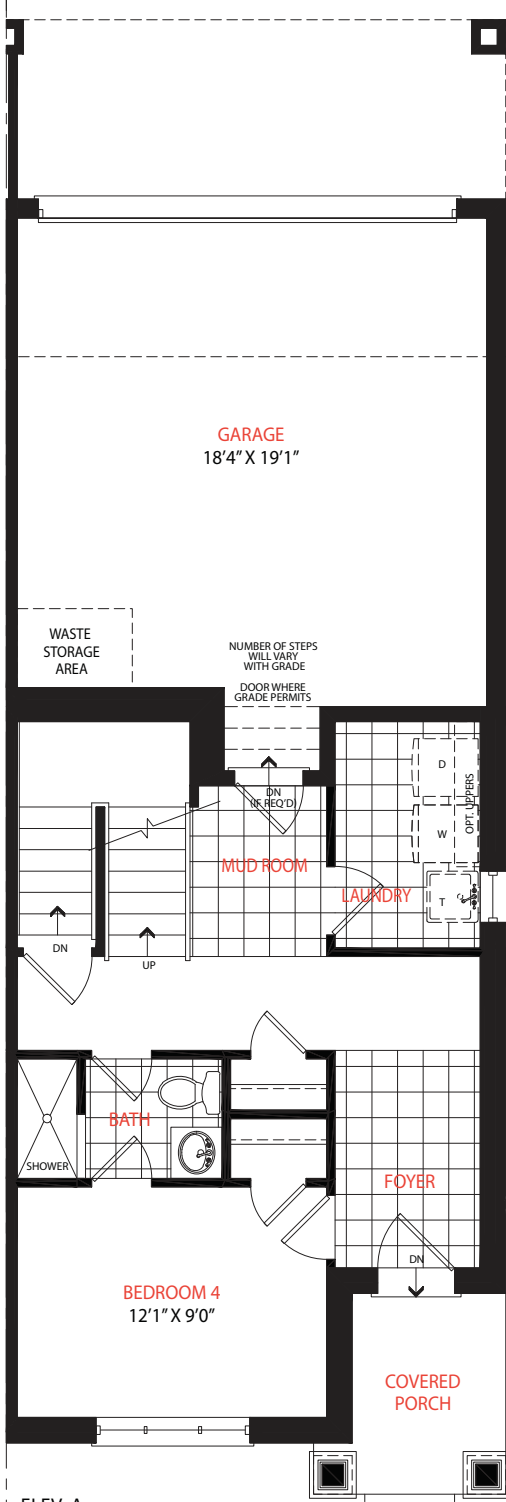 GARAGE
18'4" X 19'1"
WASTE
STORAGE
AREA
NUMBER OF STEPS
WILL VARY
WITH GRADE
DOOR WHERE
GRADE PERMITS
DN
(IF REQ'D)
D
OPT. UPPERS
W
MUD ROOM
LAUNDRY
T
DN
UP
BATH
SHOWER
FOYER
DN
BEDROOM 4
12'1" X 9'0"
COVERED
PORCH
ELEV. A